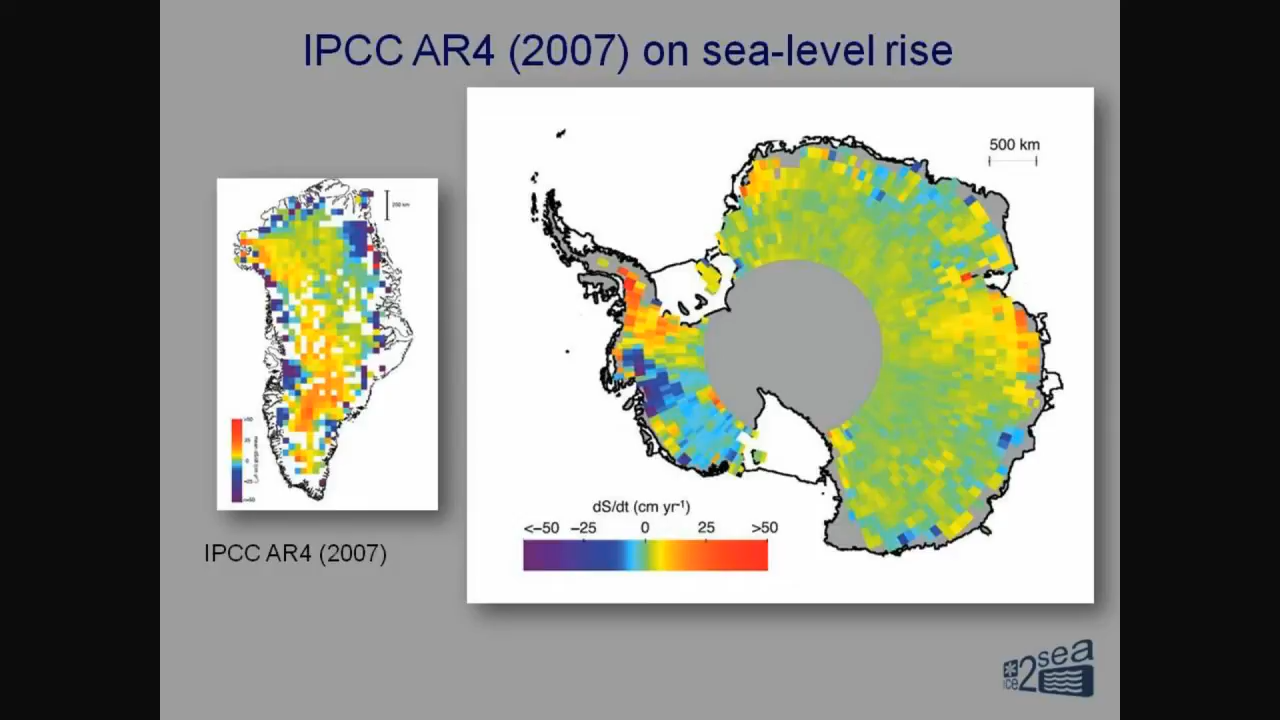 IPCC AR4 (2007) on sea-level rise
500 km
dS/dt (cm yr⁻¹)
<−50 −25 0 25 >50
IPCC AR4 (2007)
ice2sea